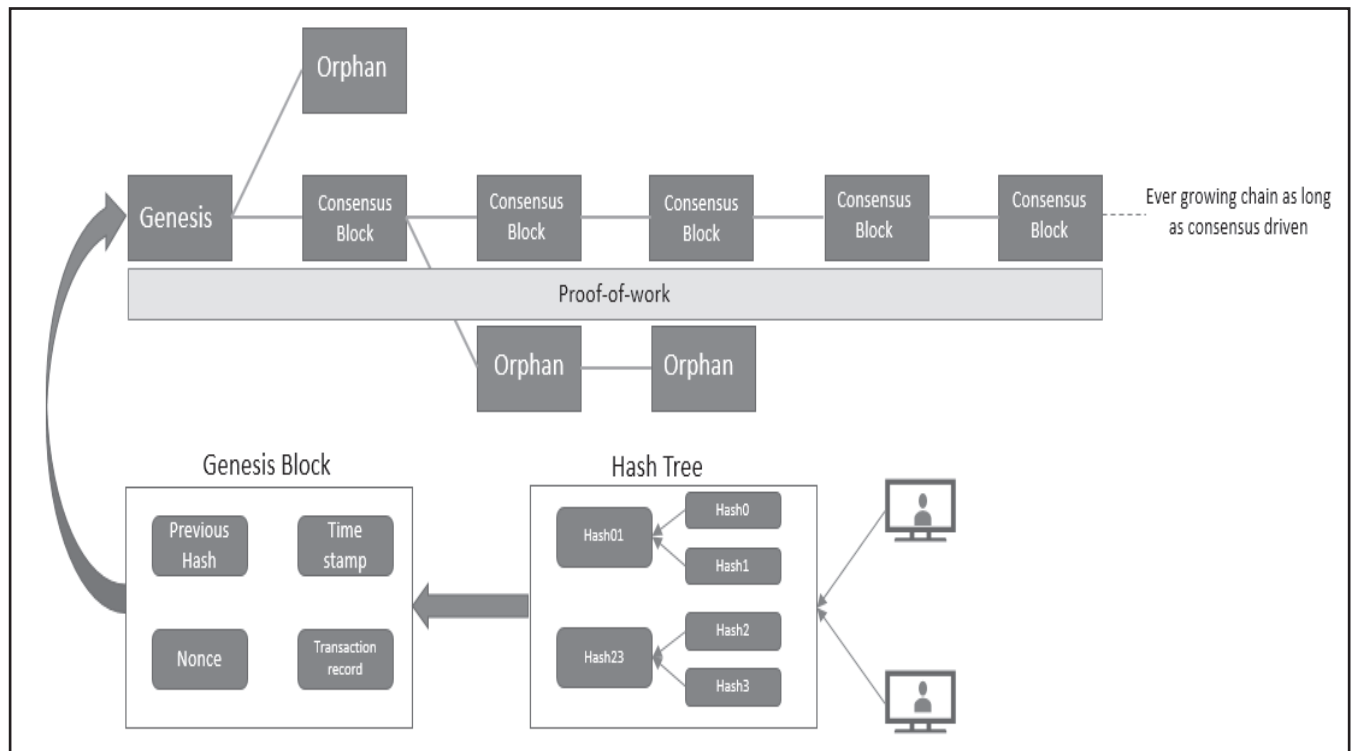 Orphan
Genesis
Consensus
Block
Consensus
Block
Consensus
Block
Consensus
Block
Consensus
Block
Ever growing chain as long
as consensus driven
Proof-of-work
Orphan
Orphan
Genesis Block
Previous
Hash
Time
stamp
Nonce
Transaction
record
Hash Tree
Hash01
Hash0
Hash1
Hash23
Hash2
Hash3